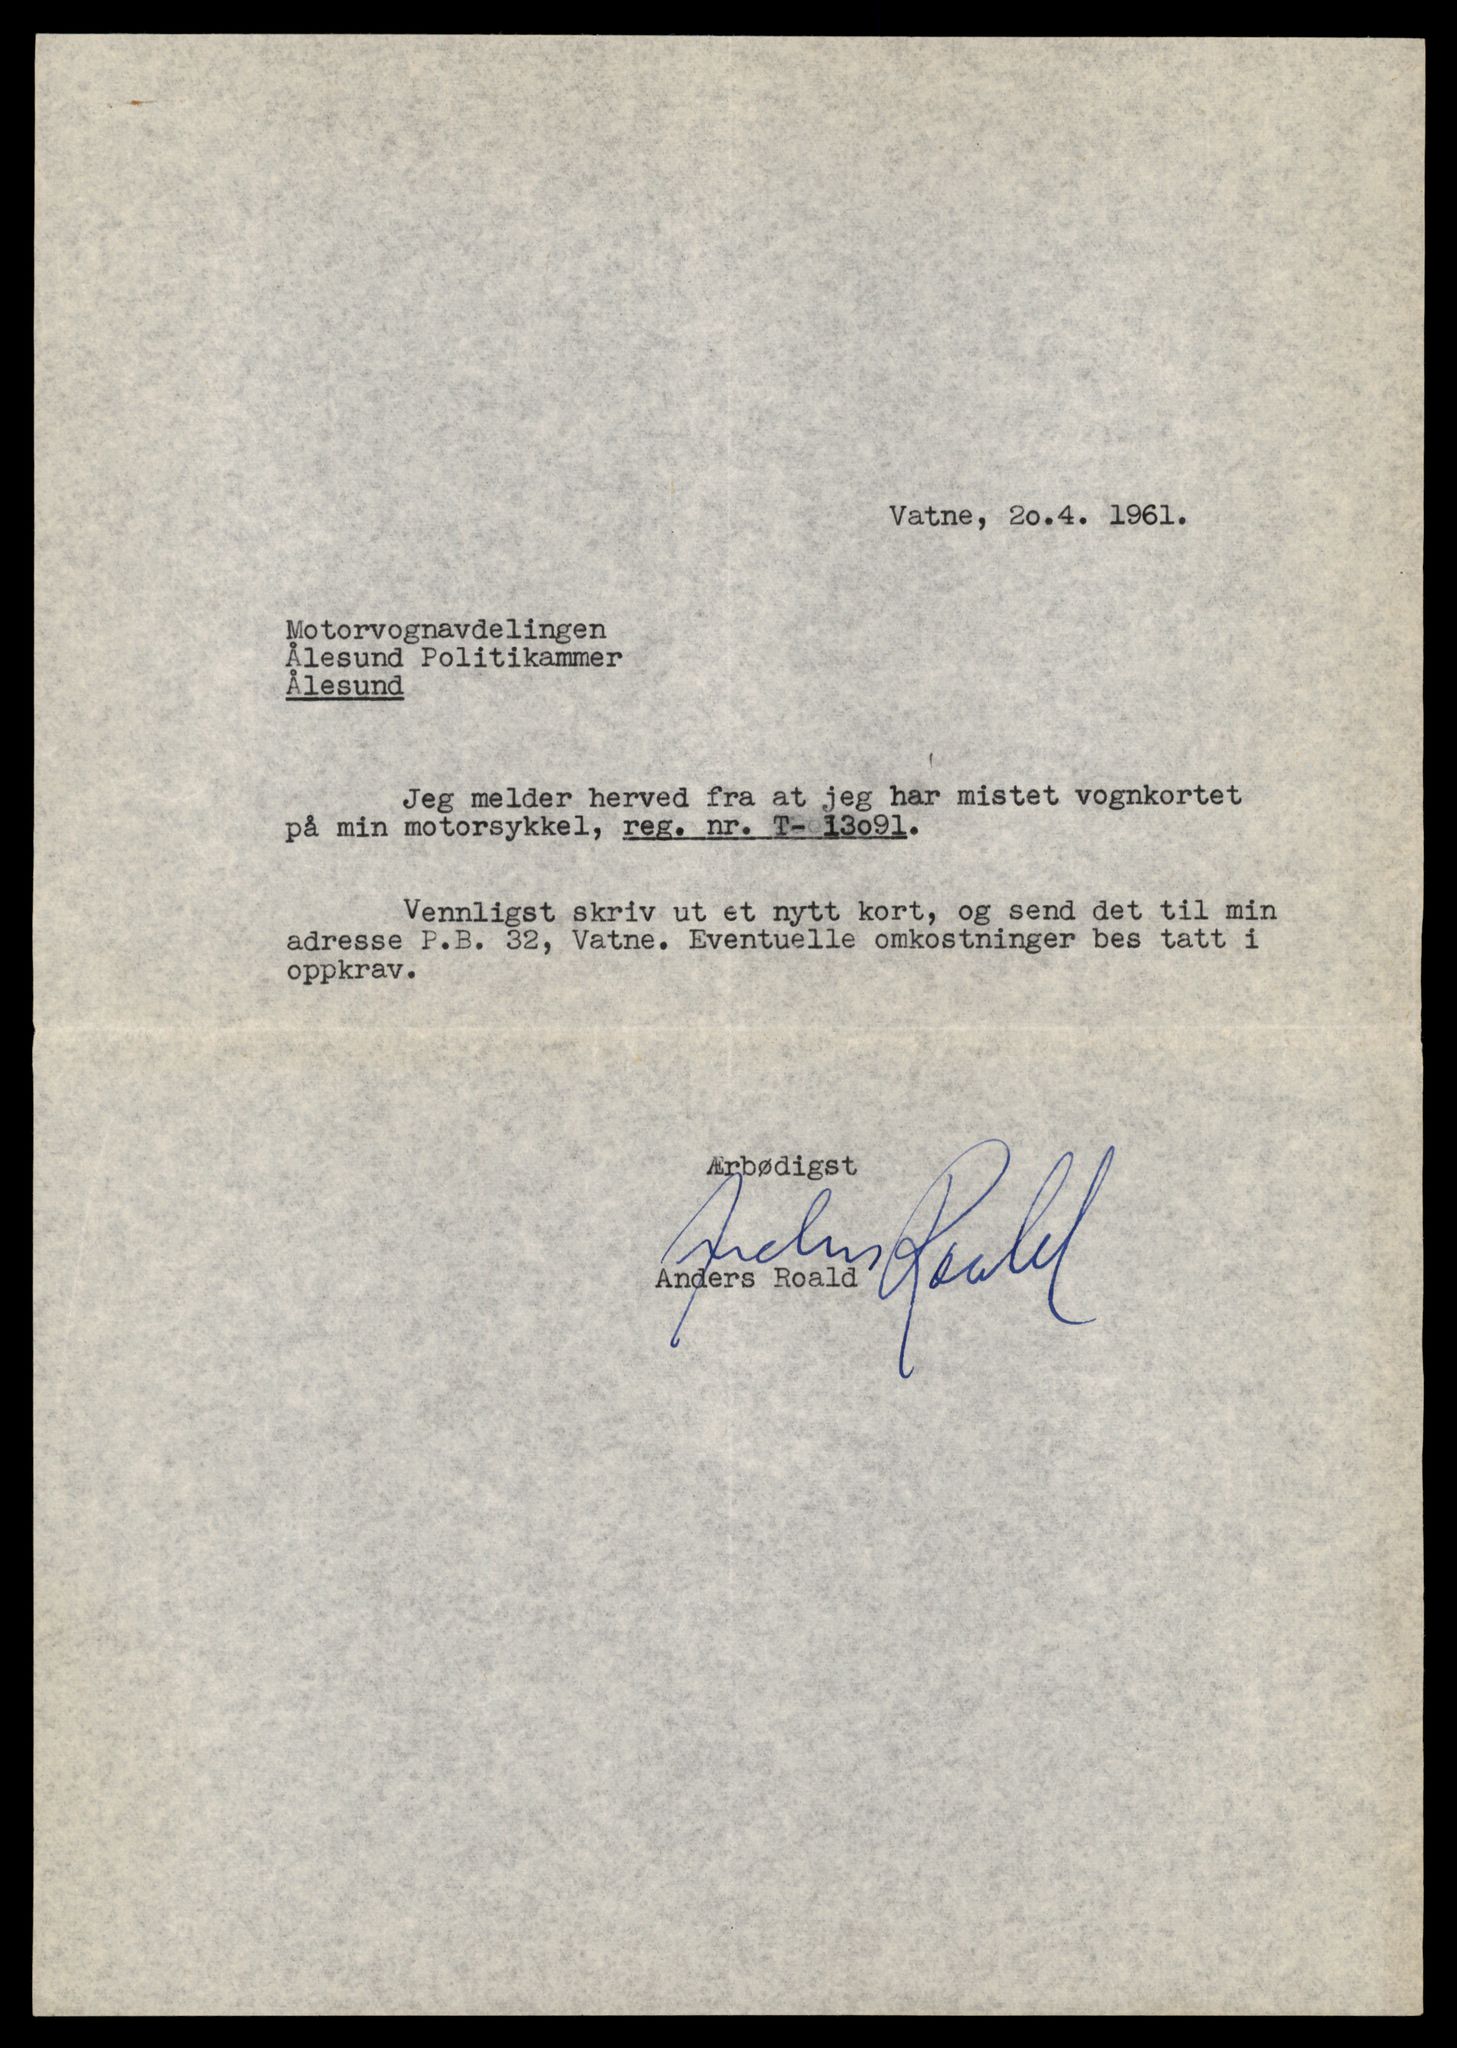 Vatne, 2o.4. 1961.
Motorvognavdelingen
Ålesund Politikammer
Ålesund
Jeg melder herved fra at jeg har mistet vognkortet
på min motorsykkel, reg. nr. T- 13o91.
Vennligst skriv ut et nytt kort, og send det til min
adresse P.B. 32, Vatne. Eventuelle omkostninger bes tatt i
oppkrav.
Ærbødigst
Anders Roald
Anders Roald